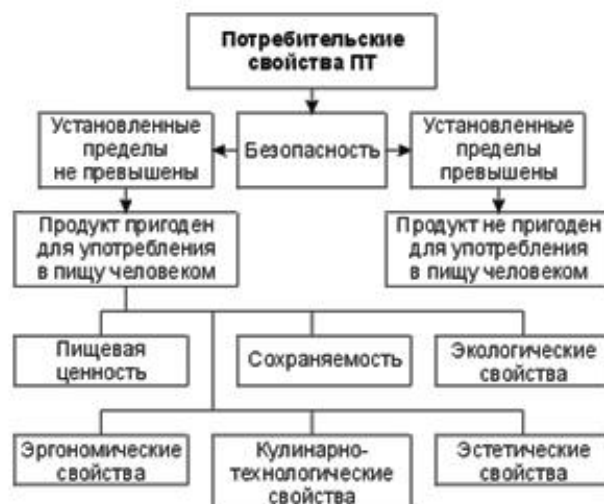 Потребительские
свойства ПТ
Установленные
пределы
не превышены
Безопасность
Установленные
пределы
превышены
Продукт пригоден
для употребления
в пищу человеком
Продукт не пригоден
для употребления
в пищу человеком
Пищевая
ценность
Сохраняемость
Экологические
свойства
Эргономические
свойства
Кулинарно-
технологические
свойства
Эстетические
свойства